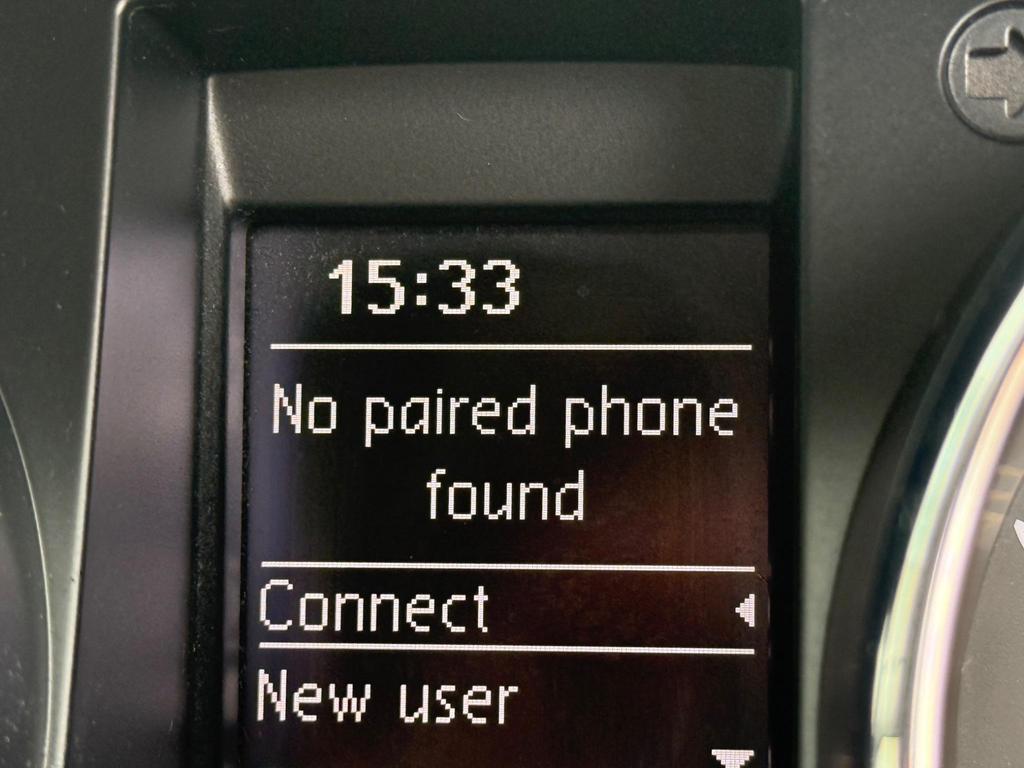 15:33
No paired phone
found
Connect
New user